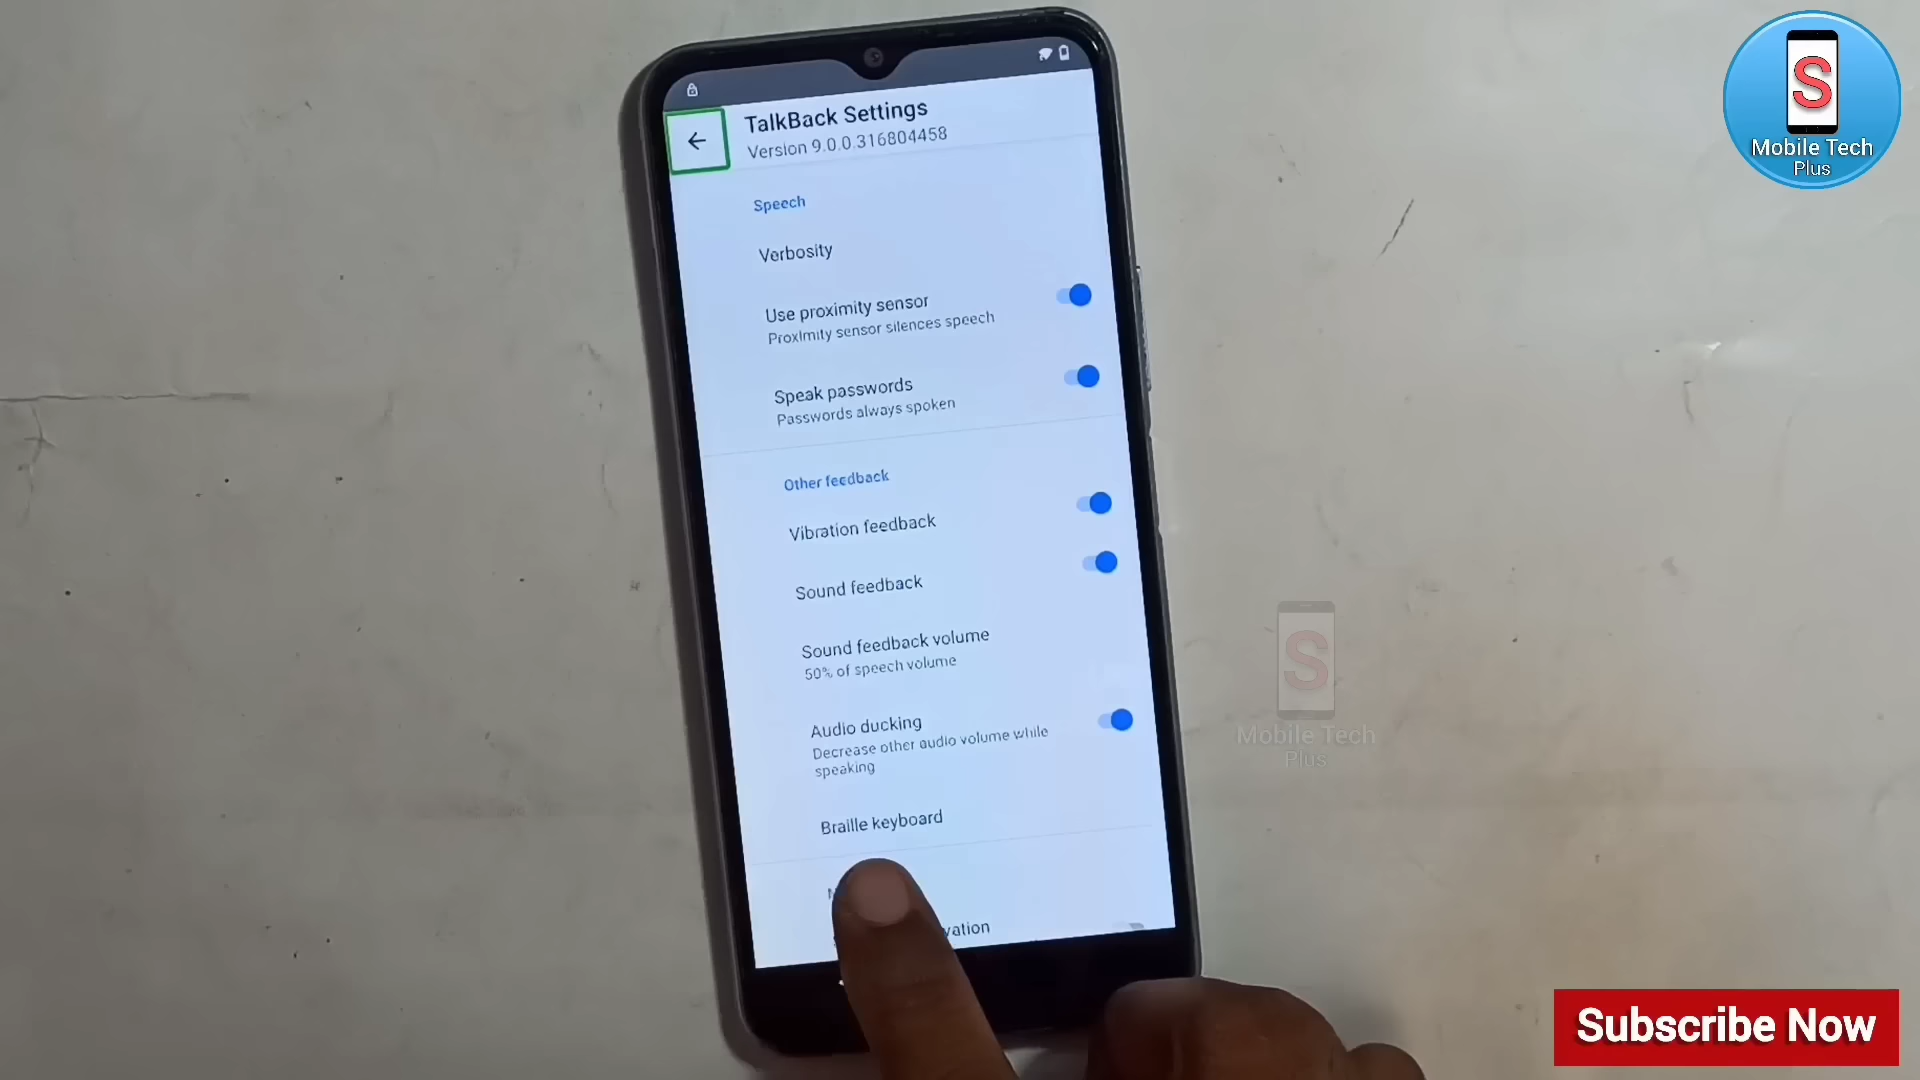 TalkBack Settings
Version 9.0.0.316804458
Speech
Verbosity
Use proximity sensor
Proximity sensor silences speech
Speak passwords
Passwords always spoken
Other feedback
Vibration feedback
Sound feedback
Sound feedback volume
50% of speech volume
Audio ducking
Decrease other audio volume while
speaking
Braille keyboard
S
Mobile Tech
Plus
S
Mobile Tech
Plus
Subscribe Now